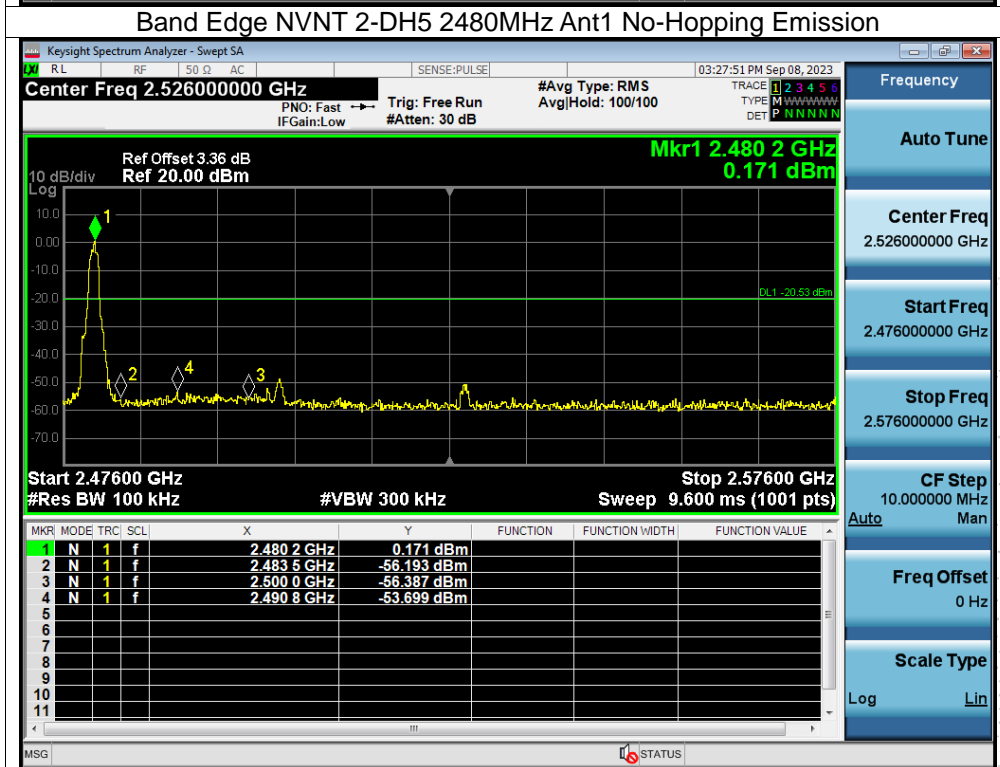 Band Edge NVNT 2-DH5 2480MHz Ant1 No-Hopping Emission
Keysight Spectrum Analyzer - Swept SA
LXI RL RF 50 Ω AC SENSE:PULSE 03:27:51 PM Sep 08, 2023
Center Freq 2.526000000 GHz #Avg Type: RMS TRACE 1 2 3 4 5 6
PNO: Fast Trig: Free Run Avg|Hold: 100/100 TYPE M WWWWW
IFGain:Low #Atten: 30 dB DET P N N N N N
Mkr1 2.480 2 GHz
0.171 dBm
Ref Offset 3.36 dB
10 dB/div Ref 20.00 dBm
Log
10.0
0.00
-10.0
-20.0
-30.0
-40.0
-50.0
-60.0
-70.0
1
DL1 -20.53 dBm
2
4
3
Start 2.47600 GHz Stop 2.57600 GHz
#Res BW 100 kHz #VBW 300 kHz Sweep 9.600 ms (1001 pts)
MKR MODE TRC SCL X Y FUNCTION FUNCTION WIDTH FUNCTION VALUE
1 N 1 f 2.480 2 GHz 0.171 dBm
2 N 1 f 2.483 5 GHz -56.193 dBm
3 N 1 f 2.500 0 GHz -56.387 dBm
4 N 1 f 2.490 8 GHz -53.699 dBm
5
6
7
8
9
10
11
MSG STATUS
Frequency
Auto Tune
Center Freq
2.526000000 GHz
Start Freq
2.476000000 GHz
Stop Freq
2.576000000 GHz
CF Step
10.000000 MHz
Auto Man
Freq Offset
0 Hz
Scale Type
Log Lin